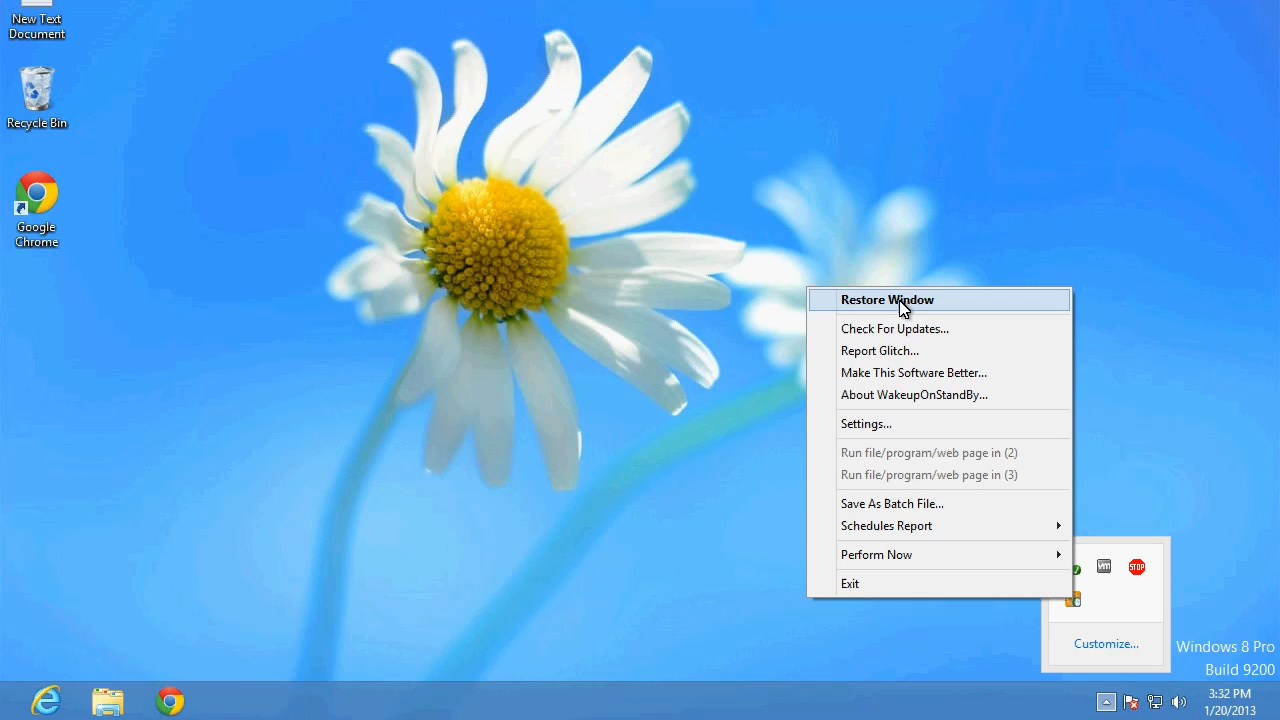 New Text
Document
Recycle Bin
Google
Chrome
Restore Window
Check For Updates...
Report Glitch...
Make This Software Better...
About WakeupOnStandBy...
Settings...
Run file/program/web page in (2)
Run file/program/web page in (3)
Save As Batch File...
Schedules Report
Perform Now
Exit
vm
STOP
Customize...
Windows 8 Pro
Build 9200
3:32 PM
1/20/2013